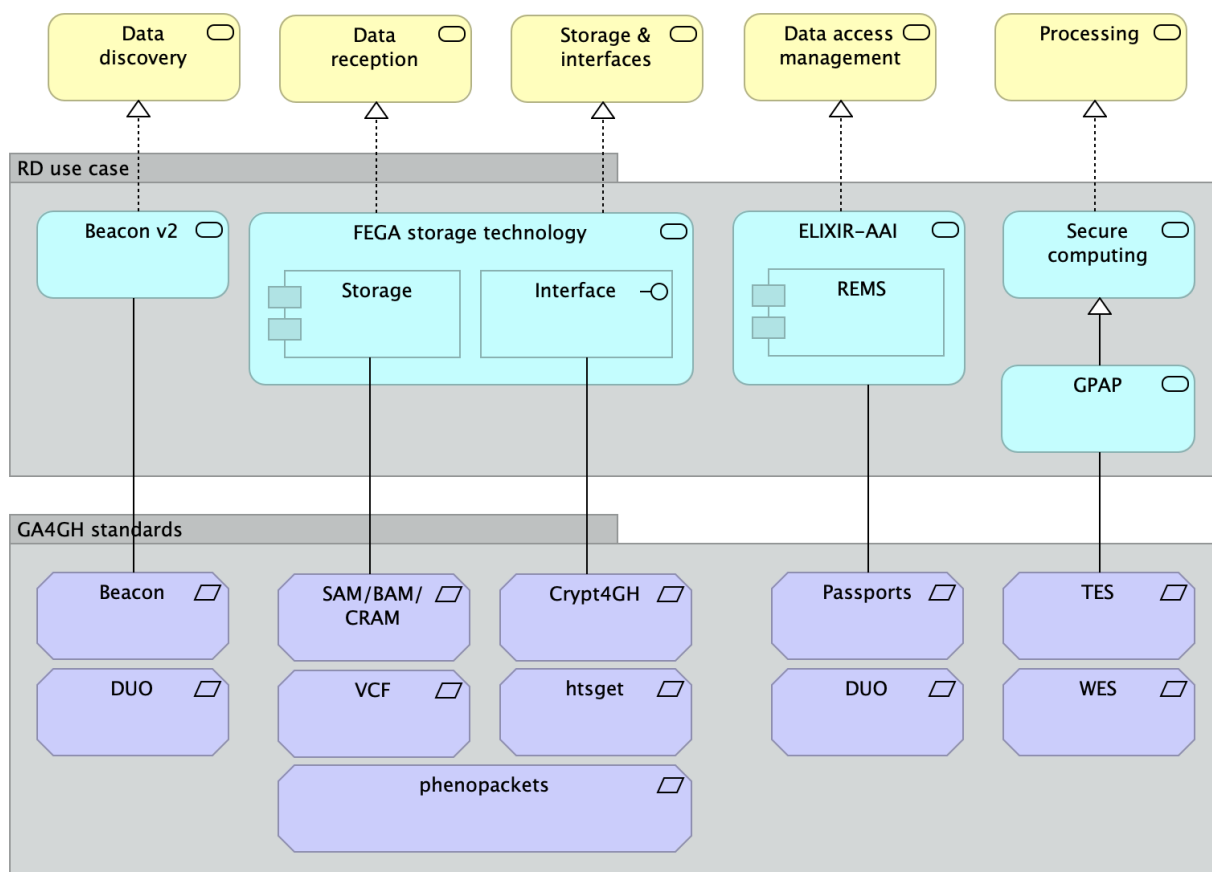 Data
discovery
Data
reception
Storage &
interfaces
Data access
management
Processing
RD use case
Beacon v2
FEGA storage technology
Storage
Interface
ELIXIR-AAI
REMS
Secure
computing
GPAP
GA4GH standards
Beacon
SAM/BAM/
CRAM
Crypt4GH
Passports
TES
DUO
VCF
htsget
DUO
WES
phenopackets